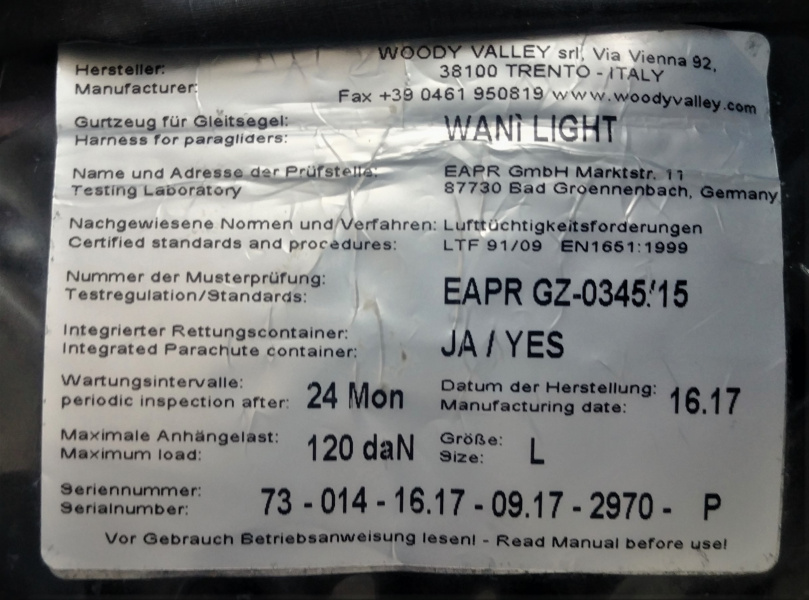 Hersteller: WOODY VALLEY srl, Via Vienna 92,
Manufacturer: 38100 TRENTO - ITALY
Fax +39 0461 950819 www.woodyvalley.com
Gurtzeug für Gleitsegel: WANi LIGHT
Harness for paragliders:
Name und Adresse der Prüfstelle: EAPR GmbH Marktstr. 11
Testing Laboratory 87730 Bad Groennenbach, Germany
Nachgewiesene Normen und Verfahren: Lufttüchtigkeitsforderungen
Certified standards and procedures: LTF 91/09 EN1651:1999
Nummer der Musterprüfung: EAPR GZ-0345/'15
Testregulation/Standards:
Integrierter Rettungscontainer: JA / YES
Integrated Parachute container:
Wartungsintervalle: 24 Mon Datum der Herstellung: 16.17
periodic inspection after: Manufacturing date:
Maximale Anhängelast: 120 daN Größe: L
Maximum load: Size:
Seriennummer: 73 - 014 - 16.17 - 09.17 - 2970 - P
Serialnumber:
Vor Gebrauch Betriebsanweisung lesen! - Read Manual before use!